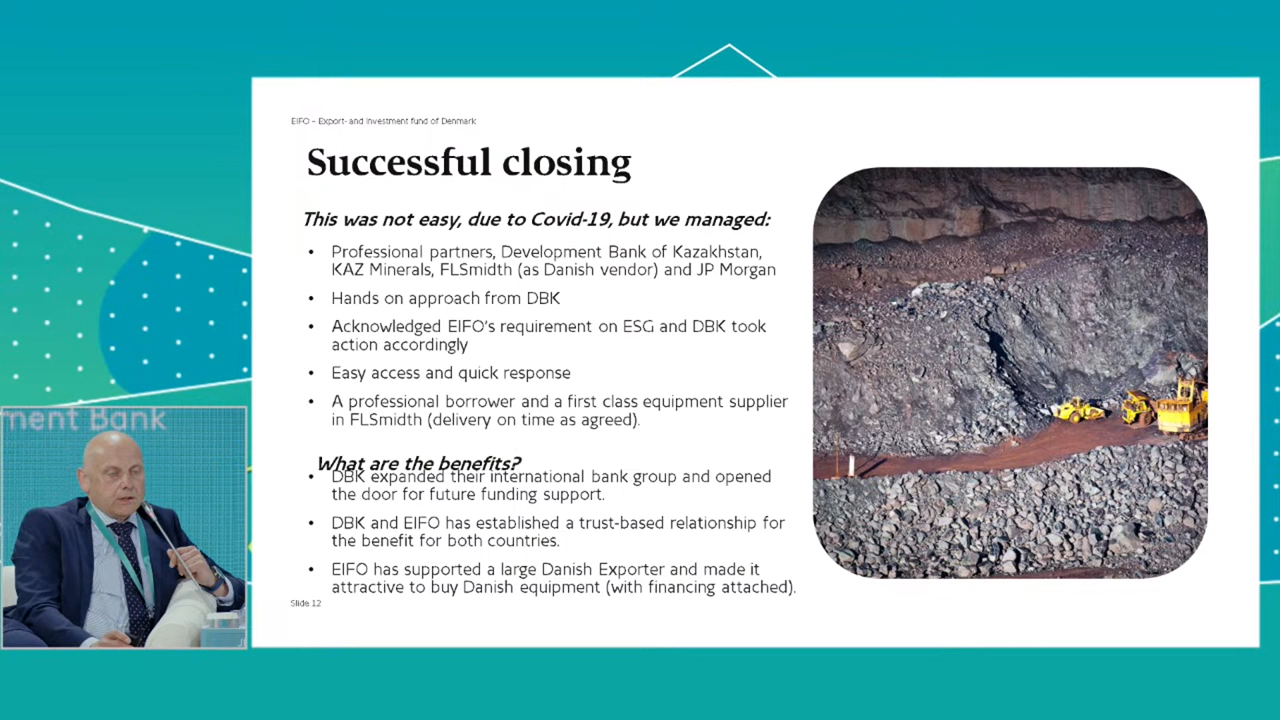 EIFO – Export- and Investment fund of Denmark
Successful closing
This was not easy, due to Covid-19, but we managed:
• Professional partners, Development Bank of Kazakhstan,
KAZ Minerals, FLSmidth (as Danish vendor) and JP Morgan
• Hands on approach from DBK
• Acknowledged EIFO's requirement on ESG and DBK took
action accordingly
• Easy access and quick response
• A professional borrower and a first class equipment supplier
in FLSmidth (delivery on time as agreed).
What are the benefits?
• DBK expanded their international bank group and opened
the door for future funding support.
• DBK and EIFO has established a trust-based relationship for
the benefit for both countries.
• EIFO has supported a large Danish Exporter and made it
attractive to buy Danish equipment (with financing attached).
Slide 12
ment Bank